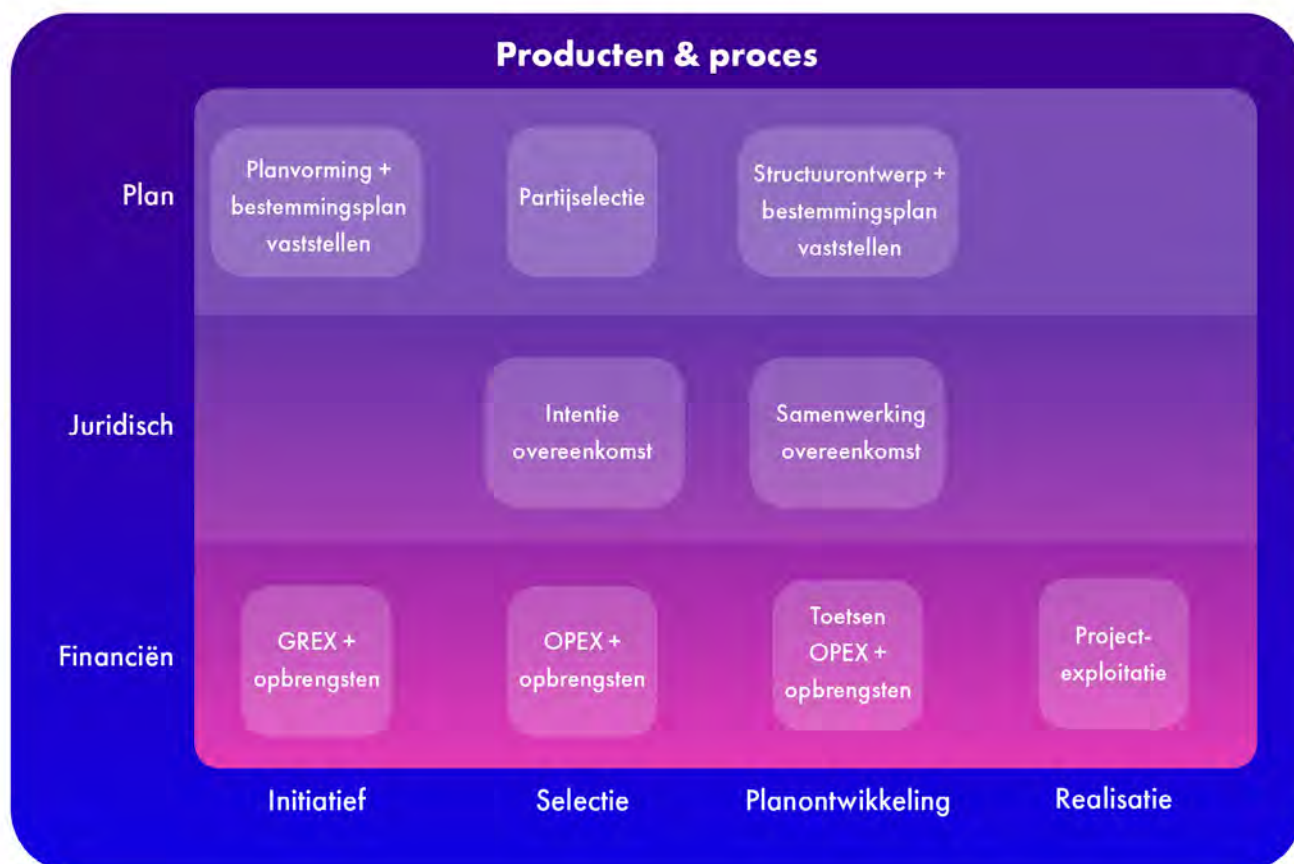 Producten & proces
Plan
Planvorming +
bestemmingsplan
vaststellen
Partijselectie
Structuurontwerp +
bestemmingsplan
vaststellen
Juridisch
Intentie
overeenkomst
Samenwerking
overeenkomst
Financiën
GREX +
opbrengsten
OPEX +
opbrengsten
Toetsen
OPEX +
opbrengsten
Project-
exploitatie
Initiatief
Selectie
Planontwikkeling
Realisatie